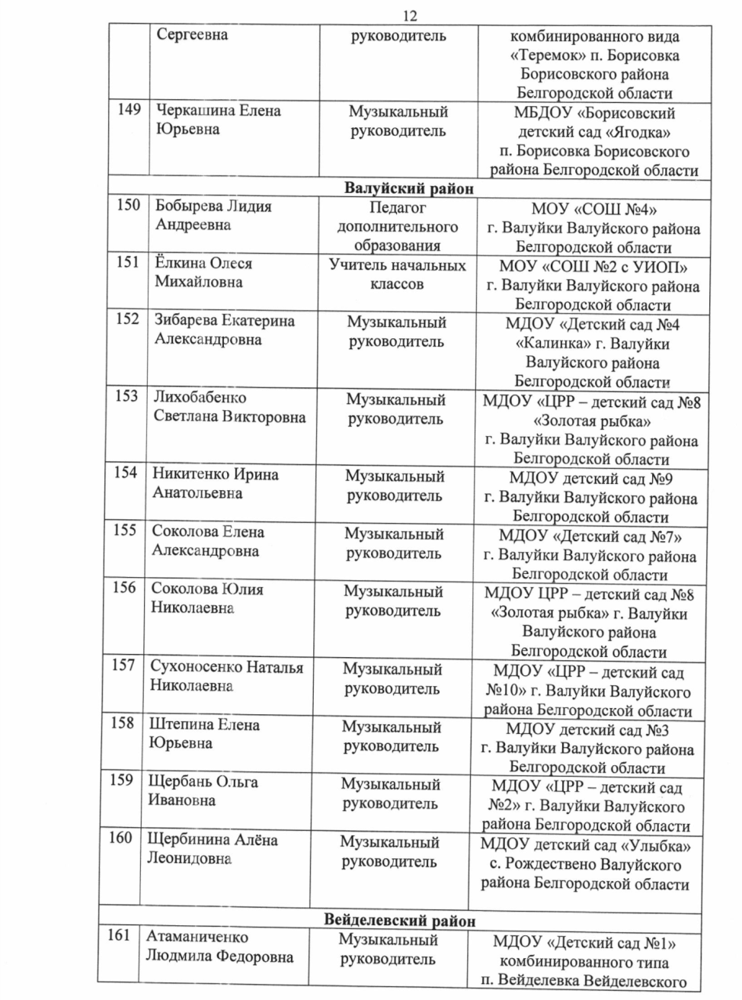 12
Сергеевна
руководитель
комбинированного вида
«Теремок» п. Борисовка
Борисовского района
Белгородской области
149
Черкашина Елена
Юрьевна
Музыкальный
руководитель
МБДОУ «Борисовский
детский сад «Ягодка»
п. Борисовка Борисовского
района Белгородской области
Валуйский район
150
Бобырева Лидия
Андреевна
Педагог
дополнительного
образования
МОУ «СОШ №4»
г. Валуйки Валуйского района
Белгородской области
151
Ёлкина Олеся
Михайловна
Учитель начальных
классов
МОУ «СОШ №2 с УИОП»
г. Валуйки Валуйского района
Белгородской области
152
Зибарева Екатерина
Александровна
Музыкальный
руководитель
МДОУ «Детский сад №4
«Калинка» г. Валуйки
Валуйского района
Белгородской области
153
Лихобабенко
Светлана Викторовна
Музыкальный
руководитель
МДОУ «ЦРР – детский сад №8
«Золотая рыбка»
г. Валуйки Валуйского района
Белгородской области
154
Никитенко Ирина
Анатольевна
Музыкальный
руководитель
МДОУ детский сад №9
г. Валуйки Валуйского района
Белгородской области
155
Соколова Елена
Александровна
Музыкальный
руководитель
МДОУ «Детский сад №7»
г. Валуйки Валуйского района
Белгородской области
156
Соколова Юлия
Николаевна
Музыкальный
руководитель
МДОУ ЦРР – детский сад №8
«Золотая рыбка» г. Валуйки
Валуйского района
Белгородской области
157
Сухоносенко Наталья
Николаевна
Музыкальный
руководитель
МДОУ «ЦРР – детский сад
№10» г. Валуйки Валуйского
района Белгородской области
158
Штепина Елена
Юрьевна
Музыкальный
руководитель
МДОУ детский сад №3
г. Валуйки Валуйского района
Белгородской области
159
Щербань Ольга
Ивановна
Музыкальный
руководитель
МДОУ «ЦРР – детский сад
№2» г. Валуйки Валуйского
района Белгородской области
160
Щербинина Алёна
Леонидовна
Музыкальный
руководитель
МДОУ детский сад «Улыбка»
с. Рождествено Валуйского
района Белгородской области
Вейделевский район
161
Атаманиченко
Людмила Федоровна
Музыкальный
руководитель
МДОУ «Детский сад №1»
комбинированного типа
п. Вейделевка Вейделевского